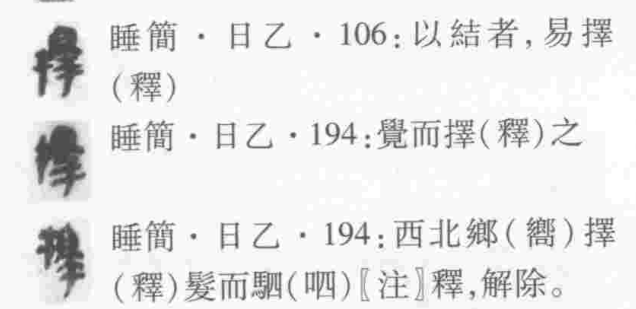 睡簡·日乙·106:以結者,易擇
(釋)
睡簡·日乙·194:覺而擇(釋)之
睡簡·日乙·194:西北鄉(嚮)擇
(釋)髮而駟(呬)〖注〗釋,解除。